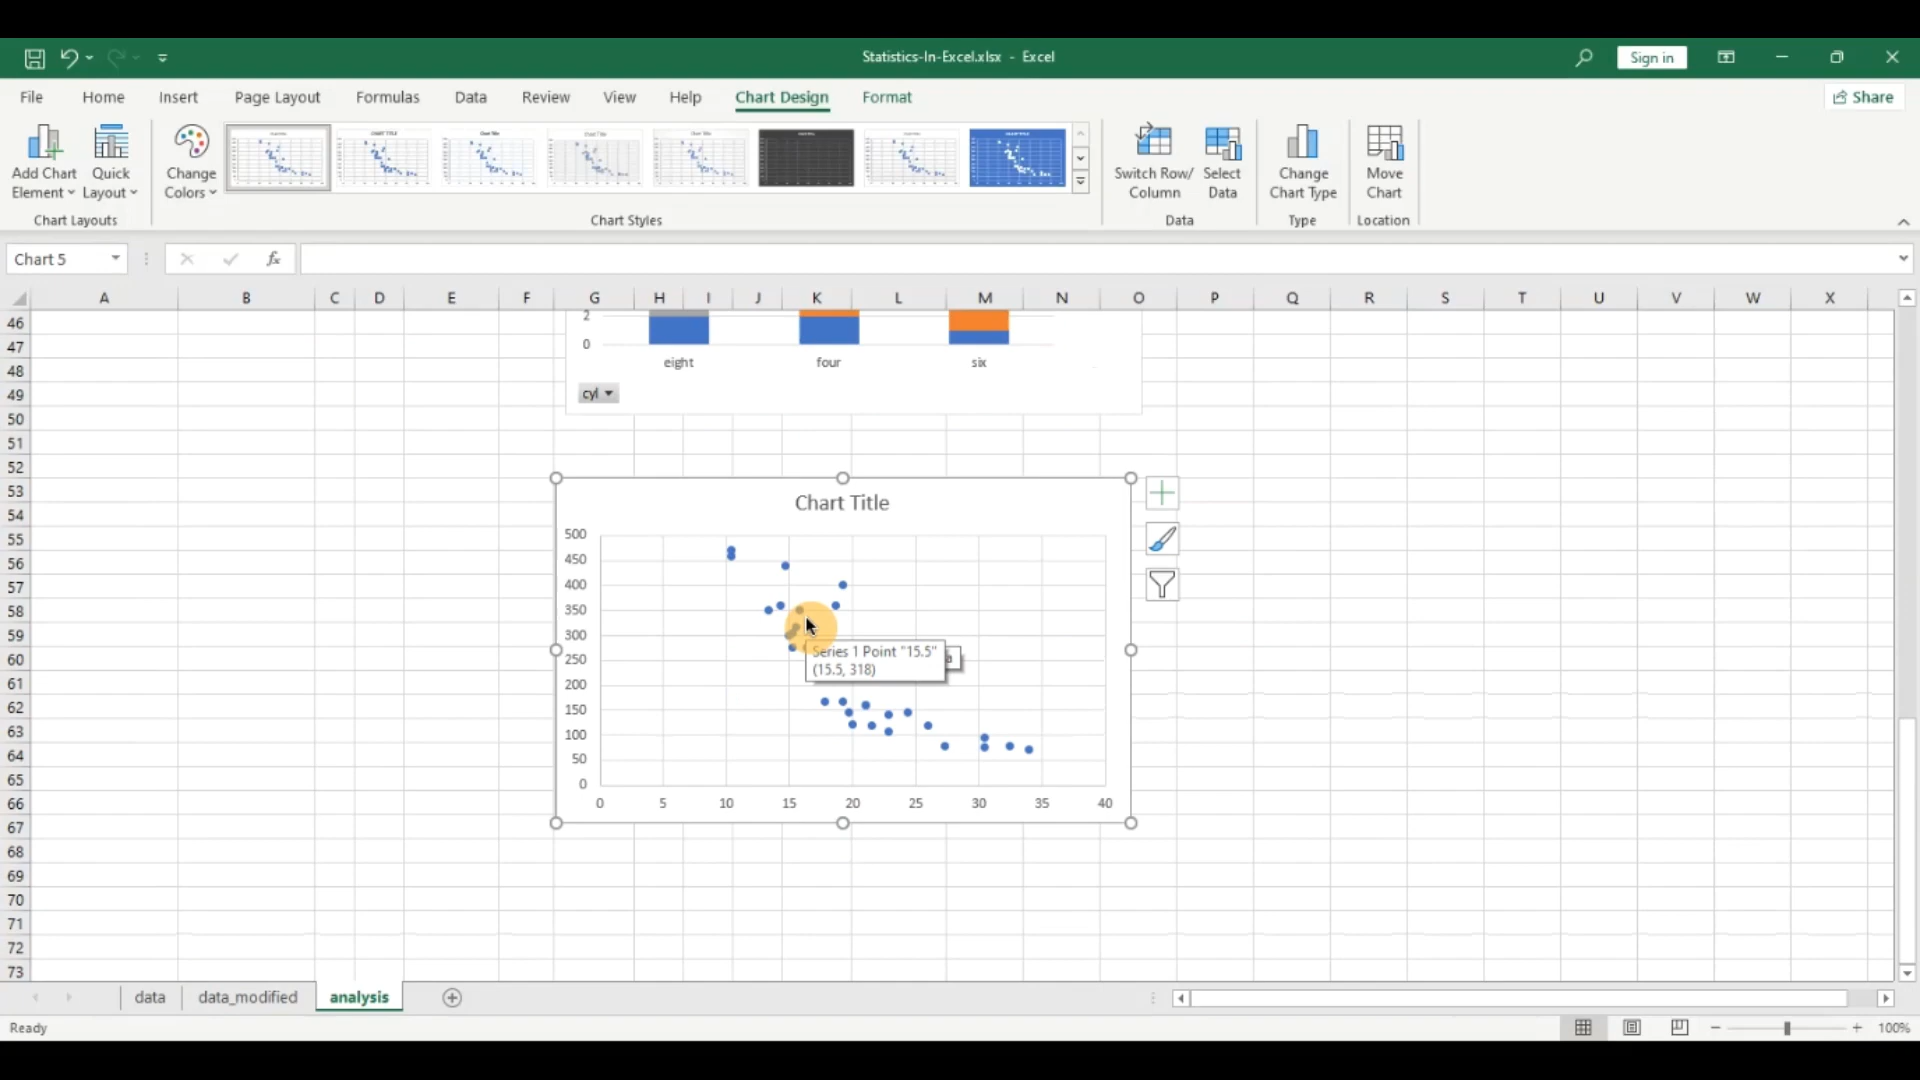 Statistics-In-Excel.xlsx - Excel
Sign in
File Home Insert Page Layout Formulas Data Review View Help Chart Design Format
Share
Add Chart Element
Quick Layout
Change Colors
Switch Row/ Column
Select Data
Change Chart Type
Move Chart
Chart Layouts Chart Styles Data Type Location
Chart 5
fx
A B C D E F G H I J K L M N O P Q R S T U V W X
46
47
48
49
50
51
52
53
54
55
56
57
58
59
60
61
62
63
64
65
66
67
68
69
70
71
72
73
2
0
eight four six
cyl
Chart Title
500
450
400
350
300
250
200
150
100
50
0
0 5 10 15 20 25 30 35 40
Series 1 Point "15.5"
(15.5, 318)
data data_modified analysis
Ready
100%